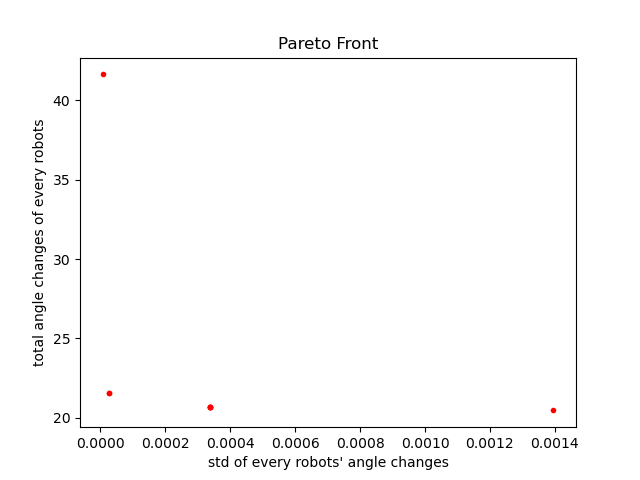 Pareto Front
total angle changes of every robots
40
35
30
25
20
0.0000 0.0002 0.0004 0.0006 0.0008 0.0010 0.0012 0.0014
std of every robots' angle changes